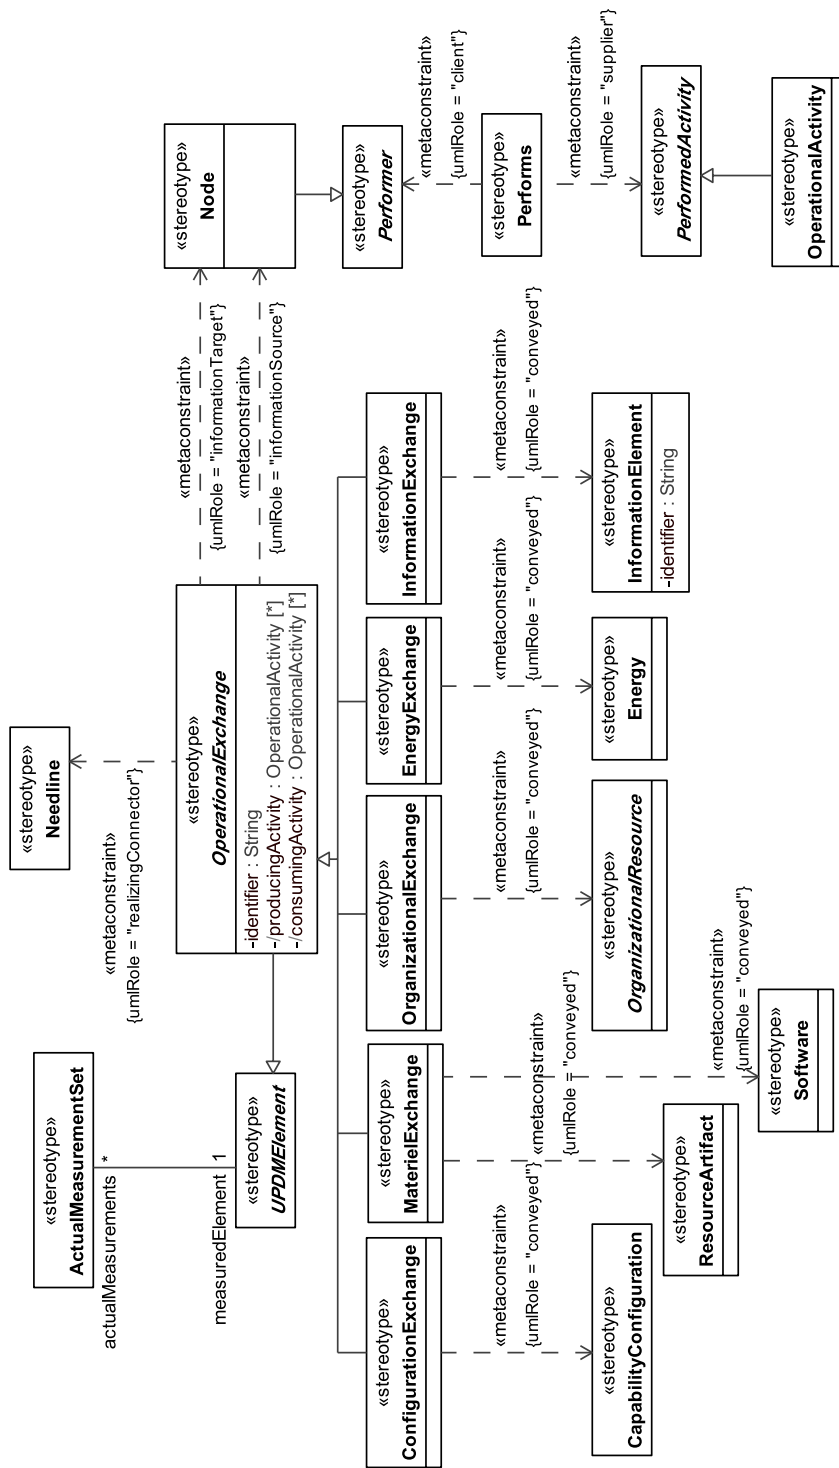 «stereotype»
Needline
«stereotype»
ActualMeasurementSet
actualMeasurements
*
«metaconstraint»
{umlRole = "realizingConnector"}
«stereotype»
Node
«metaconstraint»
{umlRole = "informationTarget"}
«metaconstraint»
{umlRole = "informationSource"}
«stereotype»
OperationalExchange
-identifier : String
-/producingActivity : OperationalActivity [*]
-/consumingActivity : OperationalActivity [*]
measuredElement
1
«stereotype»
UPDMElement
«stereotype»
Performer
«metaconstraint»
{umlRole = "client"}
«stereotype»
ConfigurationExchange
«stereotype»
MaterielExchange
«stereotype»
OrganizationalExchange
«stereotype»
EnergyExchange
«stereotype»
InformationExchange
«stereotype»
Performs
«metaconstraint»
{umlRole = "conveyed"}
«metaconstraint»
{umlRole = "conveyed"}
«metaconstraint»
{umlRole = "conveyed"}
«metaconstraint»
{umlRole = "conveyed"}
«metaconstraint»
{umlRole = "conveyed"}
«metaconstraint»
{umlRole = "supplier"}
«stereotype»
CapabilityConfiguration
«stereotype»
OrganizationalResource
«stereotype»
Energy
«stereotype»
InformationElement
-identifier : String
«stereotype»
PerformedActivity
«stereotype»
ResourceArtifact
«metaconstraint»
{umlRole = "conveyed"}
«stereotype»
Software
«stereotype»
OperationalActivity